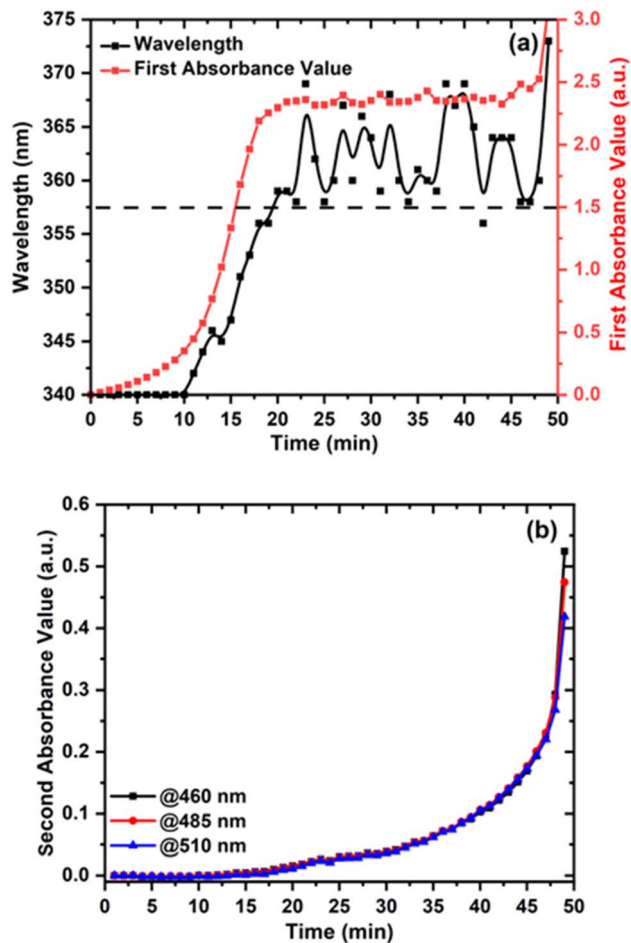 (a)
Wavelength
First Absorbance Value
Wavelength (nm)
375
370
365
360
355
350
345
340
First Absorbance Value (a.u.)
3.0
2.5
2.0
1.5
1.0
0.5
0.0
0 5 10 15 20 25 30 35 40 45 50
Time (min)
(b)
Second Absorbance Value (a.u.)
0.6
0.5
0.4
0.3
0.2
0.1
0.0
@460 nm
@485 nm
@510 nm
0 5 10 15 20 25 30 35 40 45 50
Time (min)